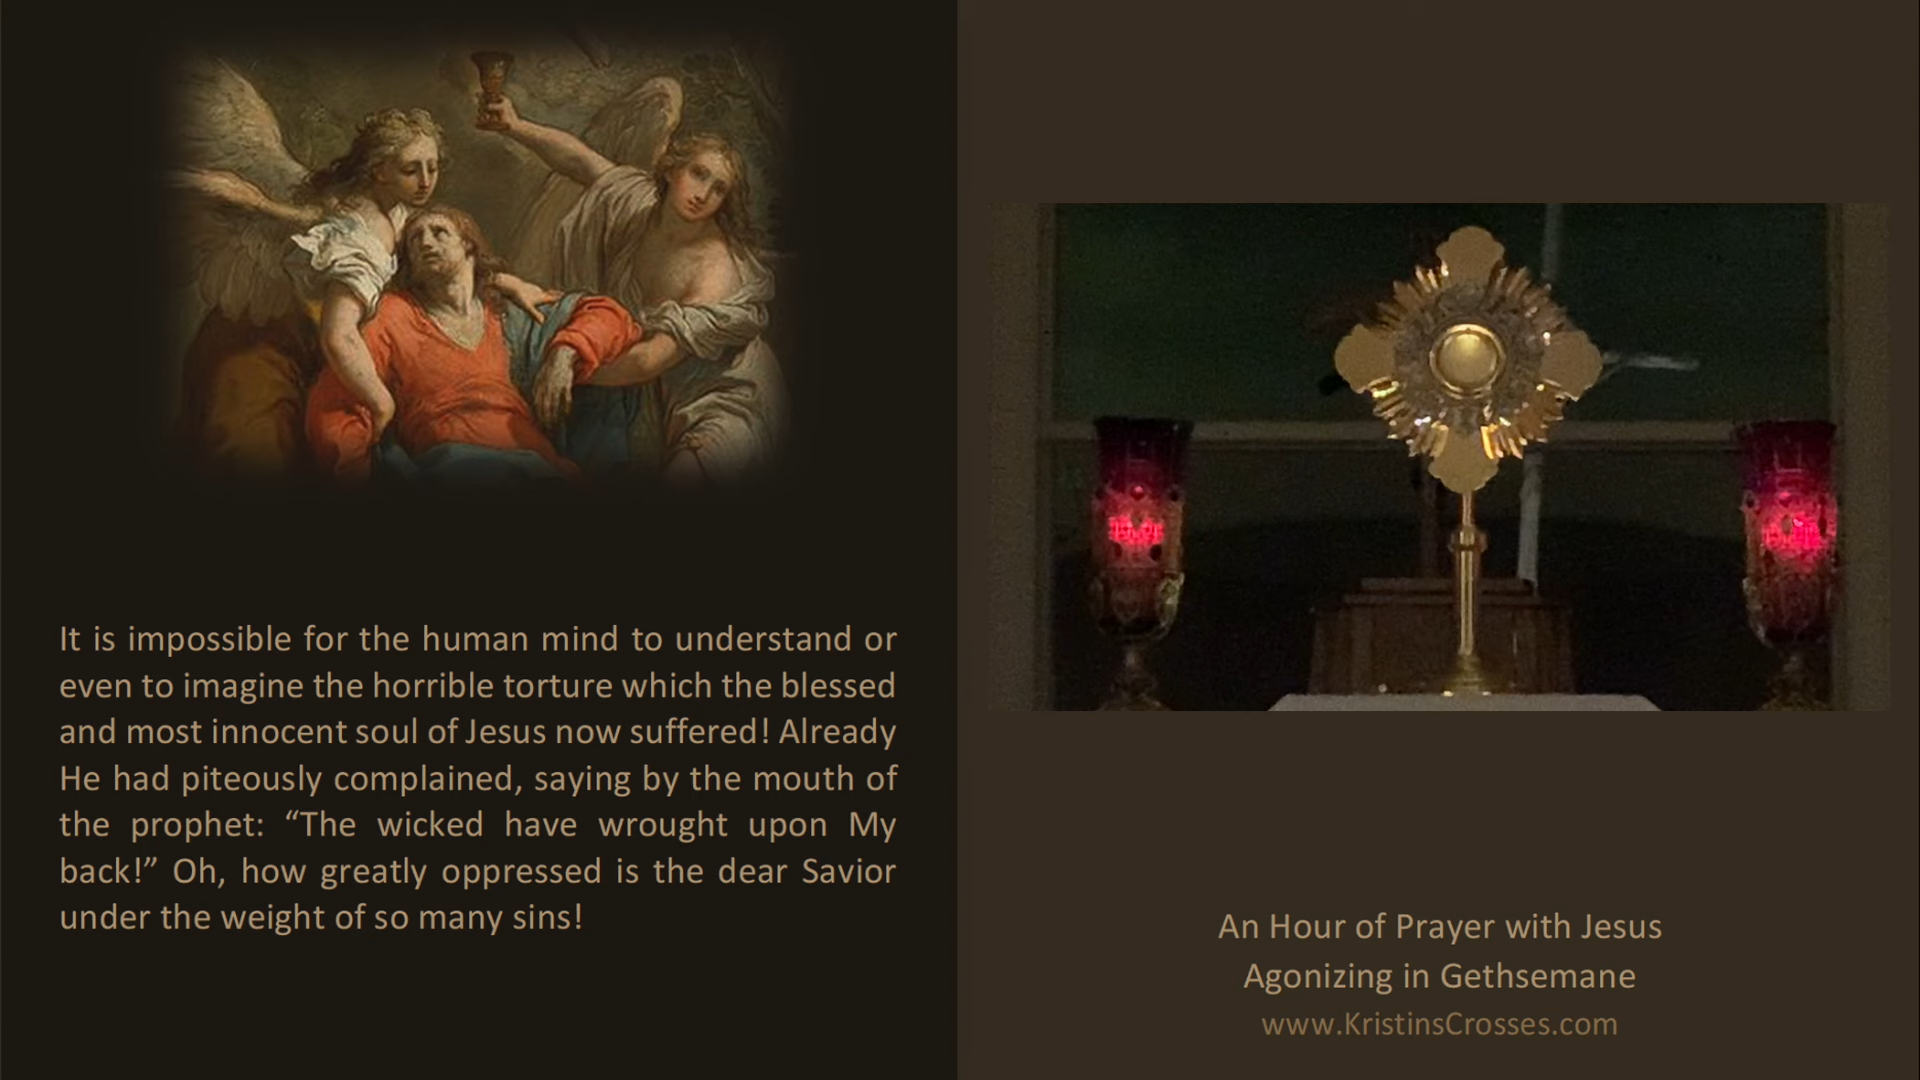 It is impossible for the human mind to understand or
even to imagine the horrible torture which the blessed
and most innocent soul of Jesus now suffered! Already
He had piteously complained, saying by the mouth of
the prophet: “The wicked have wrought upon My
back!” Oh, how greatly oppressed is the dear Savior
under the weight of so many sins!
An Hour of Prayer with Jesus
Agonizing in Gethsemane
www.KristinsCrosses.com